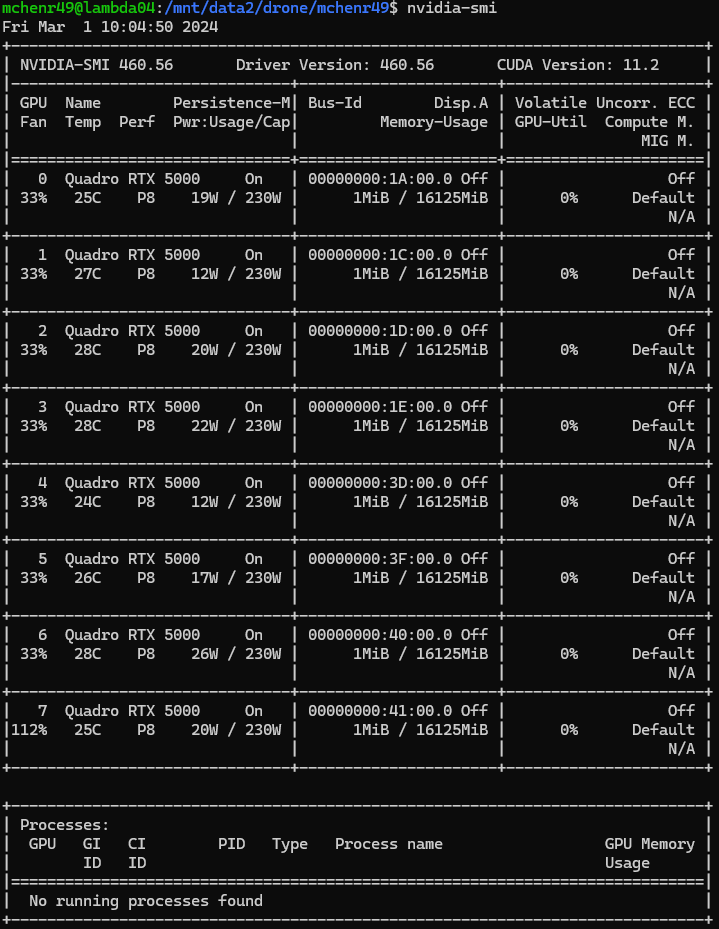 mchenr49@lambda04:/mnt/data2/drone/mchenr49$ nvidia-smi
Fri Mar  1 10:04:50 2024
+-----------------------------------------------------------------------------+
| NVIDIA-SMI 460.56       Driver Version: 460.56       CUDA Version: 11.2     |
|-------------------------------+----------------------+----------------------+
| GPU  Name        Persistence-M| Bus-Id        Disp.A | Volatile Uncorr. ECC |
| Fan  Temp  Perf  Pwr:Usage/Cap|         Memory-Usage | GPU-Util  Compute M. |
|                               |                      |               MIG M. |
|===============================+======================+======================|
|   0  Quadro RTX 5000     On   | 00000000:1A:00.0 Off |                  Off |
| 33%   25C    P8    19W / 230W |      1MiB / 16125MiB |      0%      Default |
|                               |                      |                  N/A |
+-------------------------------+----------------------+----------------------+
|   1  Quadro RTX 5000     On   | 00000000:1C:00.0 Off |                  Off |
| 33%   27C    P8    12W / 230W |      1MiB / 16125MiB |      0%      Default |
|                               |                      |                  N/A |
+-------------------------------+----------------------+----------------------+
|   2  Quadro RTX 5000     On   | 00000000:1D:00.0 Off |                  Off |
| 33%   28C    P8    20W / 230W |      1MiB / 16125MiB |      0%      Default |
|                               |                      |                  N/A |
+-------------------------------+----------------------+----------------------+
|   3  Quadro RTX 5000     On   | 00000000:1E:00.0 Off |                  Off |
| 33%   28C    P8    22W / 230W |      1MiB / 16125MiB |      0%      Default |
|                               |                      |                  N/A |
+-------------------------------+----------------------+----------------------+
|   4  Quadro RTX 5000     On   | 00000000:3D:00.0 Off |                  Off |
| 33%   24C    P8    12W / 230W |      1MiB / 16125MiB |      0%      Default |
|                               |                      |                  N/A |
+-------------------------------+----------------------+----------------------+
|   5  Quadro RTX 5000     On   | 00000000:3F:00.0 Off |                  Off |
| 33%   26C    P8    17W / 230W |      1MiB / 16125MiB |      0%      Default |
|                               |                      |                  N/A |
+-------------------------------+----------------------+----------------------+
|   6  Quadro RTX 5000     On   | 00000000:40:00.0 Off |                  Off |
| 33%   28C    P8    26W / 230W |      1MiB / 16125MiB |      0%      Default |
|                               |                      |                  N/A |
+-------------------------------+----------------------+----------------------+
|   7  Quadro RTX 5000     On   | 00000000:41:00.0 Off |                  Off |
|112%   25C    P8    20W / 230W |      1MiB / 16125MiB |      0%      Default |
|                               |                      |                  N/A |
+-------------------------------+----------------------+----------------------+

+-----------------------------------------------------------------------------+
| Processes:                                                                  |
|  GPU   GI   CI        PID   Type   Process name                  GPU Memory |
|        ID   ID                                                   Usage      |
|=============================================================================|
|  No running processes found                                                 |
+-----------------------------------------------------------------------------+